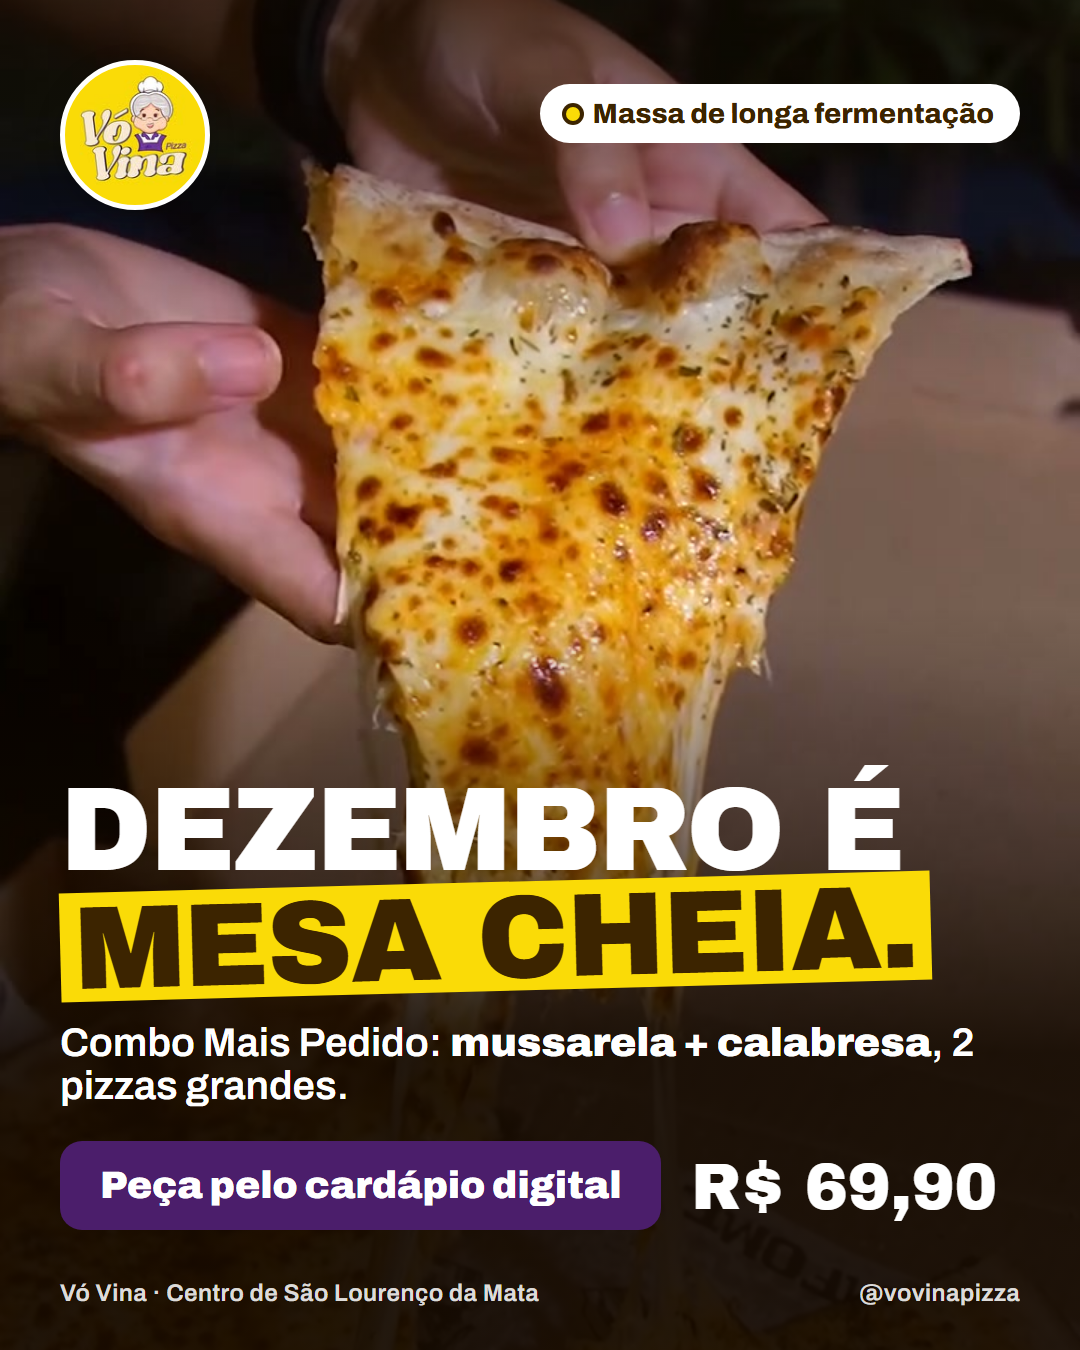 Vó
Pizza
Vina
Massa de longa fermentação
DEZEMBRO É
MESA CHEIA.
Combo Mais Pedido: mussarela + calabresa, 2
pizzas grandes.
Peça pelo cardápio digital
R$ 69,90
Vó Vina · Centro de São Lourenço da Mata
@vovinapizza